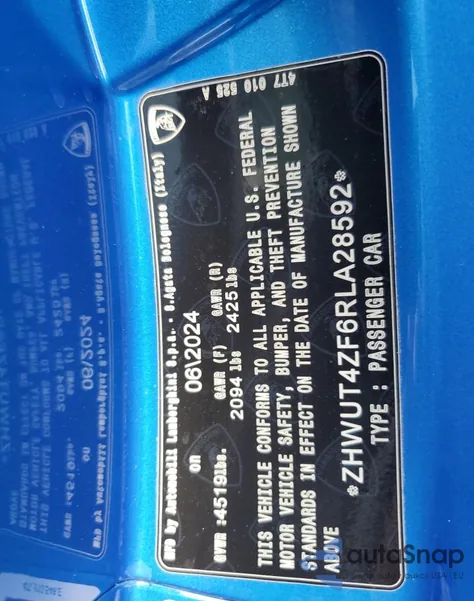 4T7 010 525 A
MFD by Automobili Lamborghini S.p.A. - S.Agata Bolognese (Italy)
on 06\2024
GVWR :4519lbs. GAWR (F) GAWR (R)
2094 lbs 2425lbs
THIS VEHICLE CONFORMS TO ALL APPLICABLE U.S. FEDERAL
MOTOR VEHICLE SAFETY, BUMPER, AND THEFT PREVENTION
STANDARDS IN EFFECT ON THE DATE OF MANUFACTURE SHOWN
ABOVE
*ZHWUT4ZF6RLA28592*
TYPE : PASSENGER CAR
autoSnap